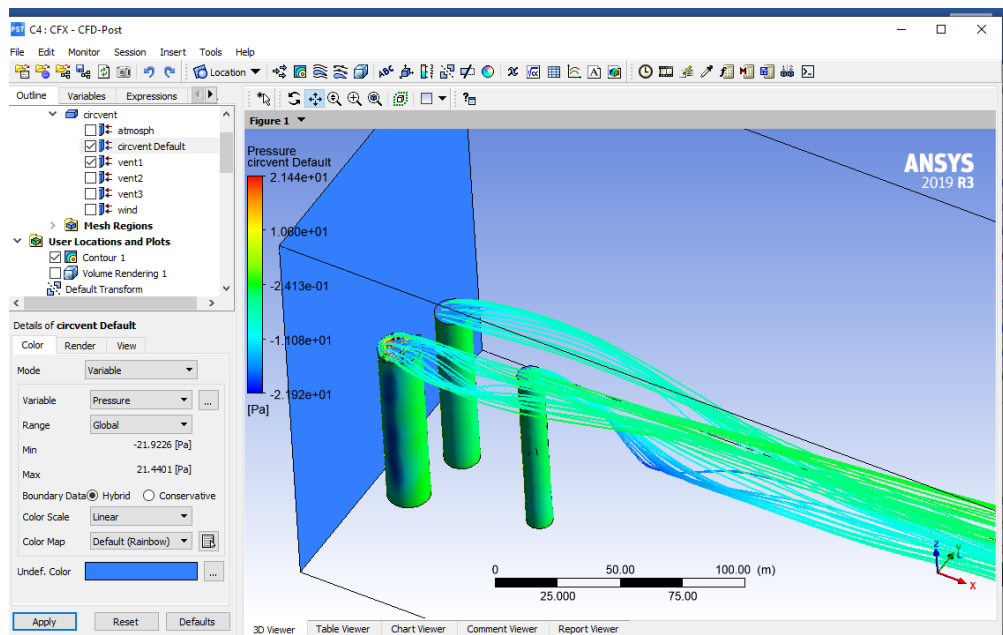 PST C4 : CFX - CFD-Post
File Edit Monitor Session Insert Tools Help
Location
Outline Variables Expressions
circvent
atmosph
circvent Default
vent1
vent2
vent3
wind
Mesh Regions
User Locations and Plots
Contour 1
Volume Rendering 1
Default Transform
Details of circvent Default
Color Render View
Mode Variable
Variable Pressure ...
Range Global
Min -21.9226 [Pa]
Max 21.4401 [Pa]
Boundary Data Hybrid Conservative
Color Scale Linear
Color Map Default (Rainbow)
Undef. Color ...
Apply Reset Defaults
Figure 1
Pressure
circvent Default
2.144e+01
1.060e+01
-2.413e-01
-1.108e+01
-2.192e+01
[Pa]
ANSYS
2019 R3
0 50.00 100.00 (m)
25.000 75.00
Z
Y
X
3D Viewer Table Viewer Chart Viewer Comment Viewer Report Viewer